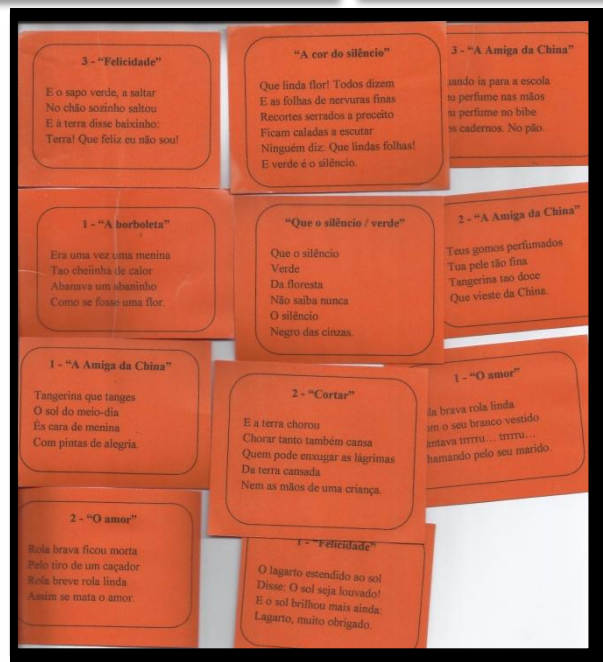 3 - “Felicidade”
E o sapo verde, a saltar
No chão sozinho saltou
E à terra disse baixinho:
Terra! Que feliz eu não sou!
“A cor do silêncio”
Que linda flor! Todos dizem
E as folhas de nervuras finas
Recortes serrados a preceito
Ficam caladas a escutar
Ninguém diz: Que lindas folhas!
E verde é o silêncio.
3 - “A Amiga da China”
ia para a escola
perfume nas mãos
perfume no bibe
cadernos. No pão.
1 - “A borboleta”
Era uma vez uma menina
Tao cheiinha de calor
Abanava um abaninho
Como se fosse uma flor.
“Que o silêncio / verde”
Que o silêncio
Verde
Da floresta
Não saiba nunca
O silêncio
Negro das cinzas.
2 - “A Amiga da China”
Teus gomos perfumados
Tua pele tão fina
Tangerina tao doce
Que vieste da China.
1 - “A Amiga da China”
Tangerina que tanges
O sol do meio-dia
És cara de menina
Com pintas de alegria.
2 - “Cortar”
E a terra chorou
Chorar tanto também cansa
Quem pode enxugar as lágrimas
Da terra cansada
Nem as mãos de uma criança.
1 - “O amor”
brava rola linda
o seu branco vestido
trrrru… trrrru…
pelo seu marido.
2 - “O amor”
Rola brava ficou morta
Pelo tiro de um caçador
Rola breve rola linda
Assim se mata o amor.
1 - “Felicidade”
O lagarto estendido ao sol
Disse: O sol seja louvado!
E o sol brilhou mais ainda:
Lagarto, muito obrigado.